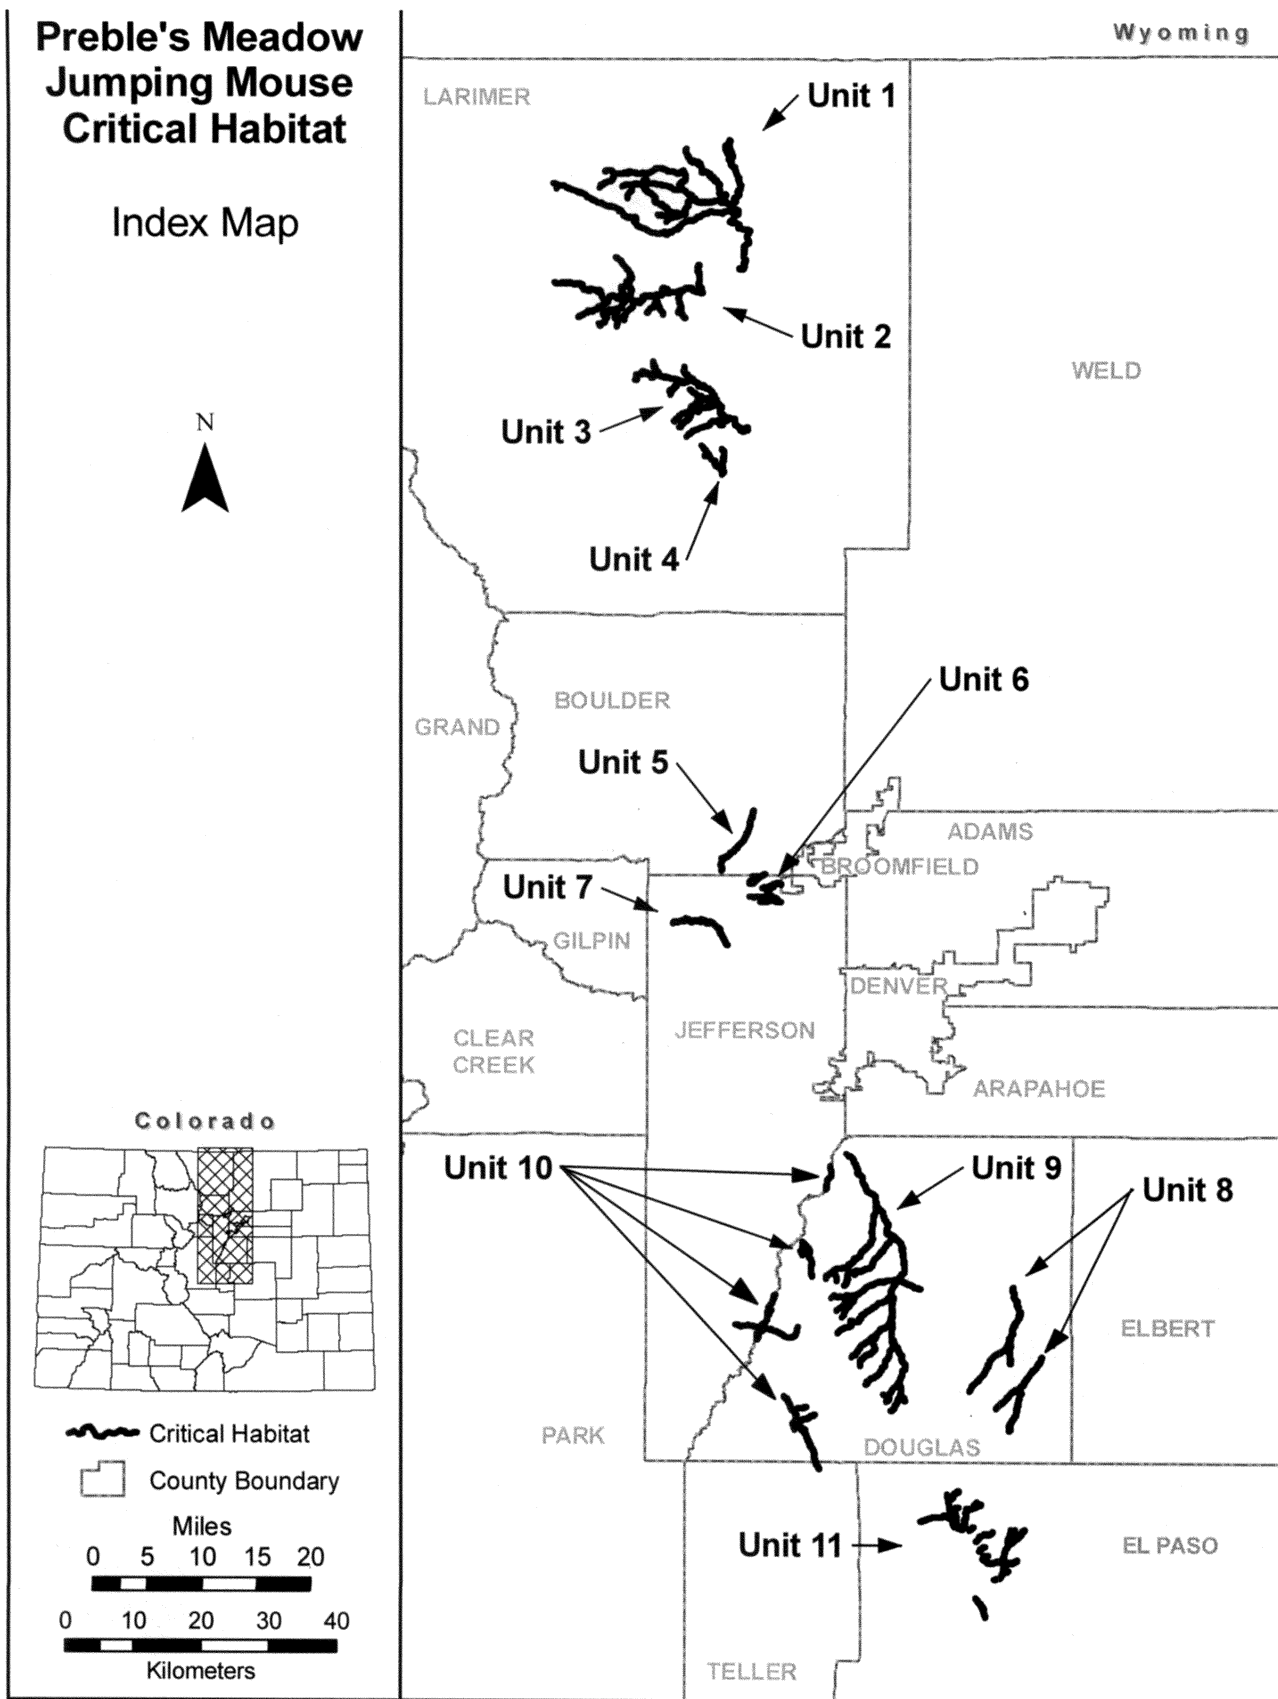 Preble's Meadow
Jumping Mouse
Critical Habitat
Index Map
N
Colorado
Critical Habitat
County Boundary
Miles
0 5 10 15 20
0 10 20 30 40
Kilometers
Wyoming
LARIMER
Unit 1
Unit 2
WELD
Unit 3
Unit 4
Unit 6
BOULDER
GRAND
Unit 5
ADAMS
BROOMFIELD
Unit 7
GILPIN
DENVER
JEFFERSON
CLEAR
CREEK
ARAPAHOE
Unit 10
Unit 9
Unit 8
ELBERT
PARK
DOUGLAS
Unit 11
EL PASO
TELLER